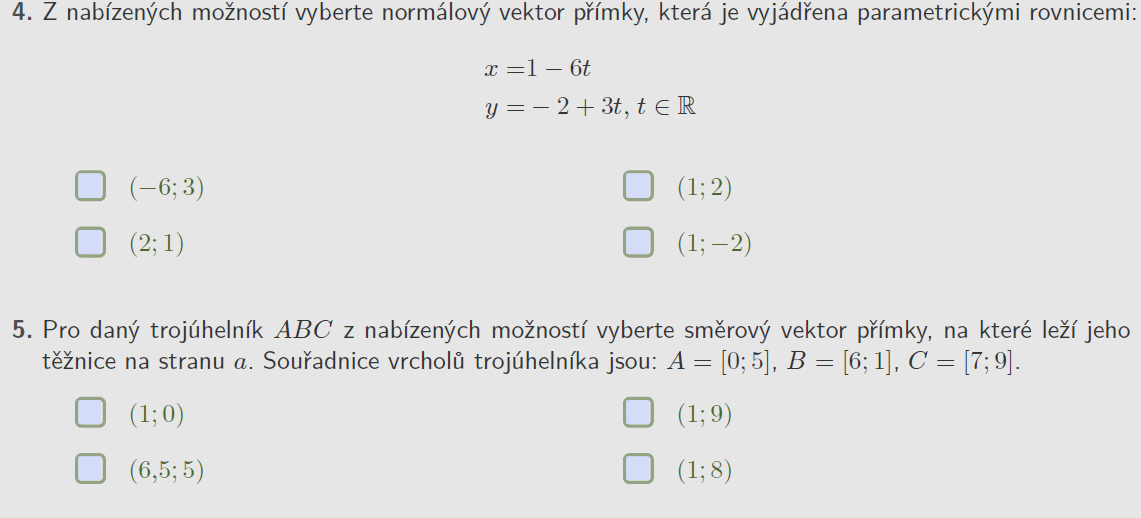 4. Z nabízených možností vyberte normálový vektor přímky, která je vyjádřena parametrickými rovnicemi:
x =1 − 6t
y = − 2 + 3t, t ∈ ℝ
(−6; 3) (1; 2)
(2; 1) (1; −2)
5. Pro daný trojúhelník ABC z nabízených možností vyberte směrový vektor přímky, na které leží jeho
těžnice na stranu a. Souřadnice vrcholů trojúhelníka jsou: A = [0; 5], B = [6; 1], C = [7; 9].
(1; 0) (1; 9)
(6,5; 5) (1; 8)